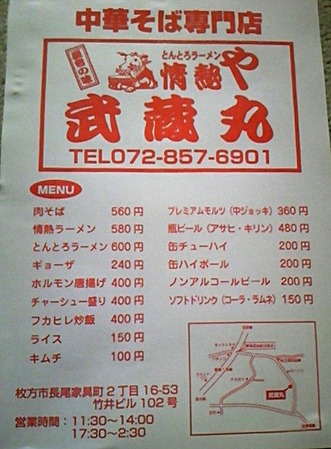 中華そば専門店
覇者の味
とんとろラーメン
情熱や
武蔵丸
TEL072-857-6901
MENU
肉そば 560円
情熱ラーメン 580円
とんとろラーメン 600円
ギョーザ 240円
ホルモン唐揚げ 400円
チャーシュー盛り 400円
フカヒレ炒飯 400円
ライス 150円
キムチ 100円
プレミアムモルツ(中ジョッキ) 360円
瓶ビール(アサヒ・キリン) 480円
缶チューハイ 200円
缶ハイボール 200円
ノンアルコールビール 200円
ソフトドリンク(コーラ・ラムネ) 150円
武蔵丸
枚方市長尾家具町2丁目16-53
竹井ビル102号
営業時間:11:30~14:00
17:30~2:30